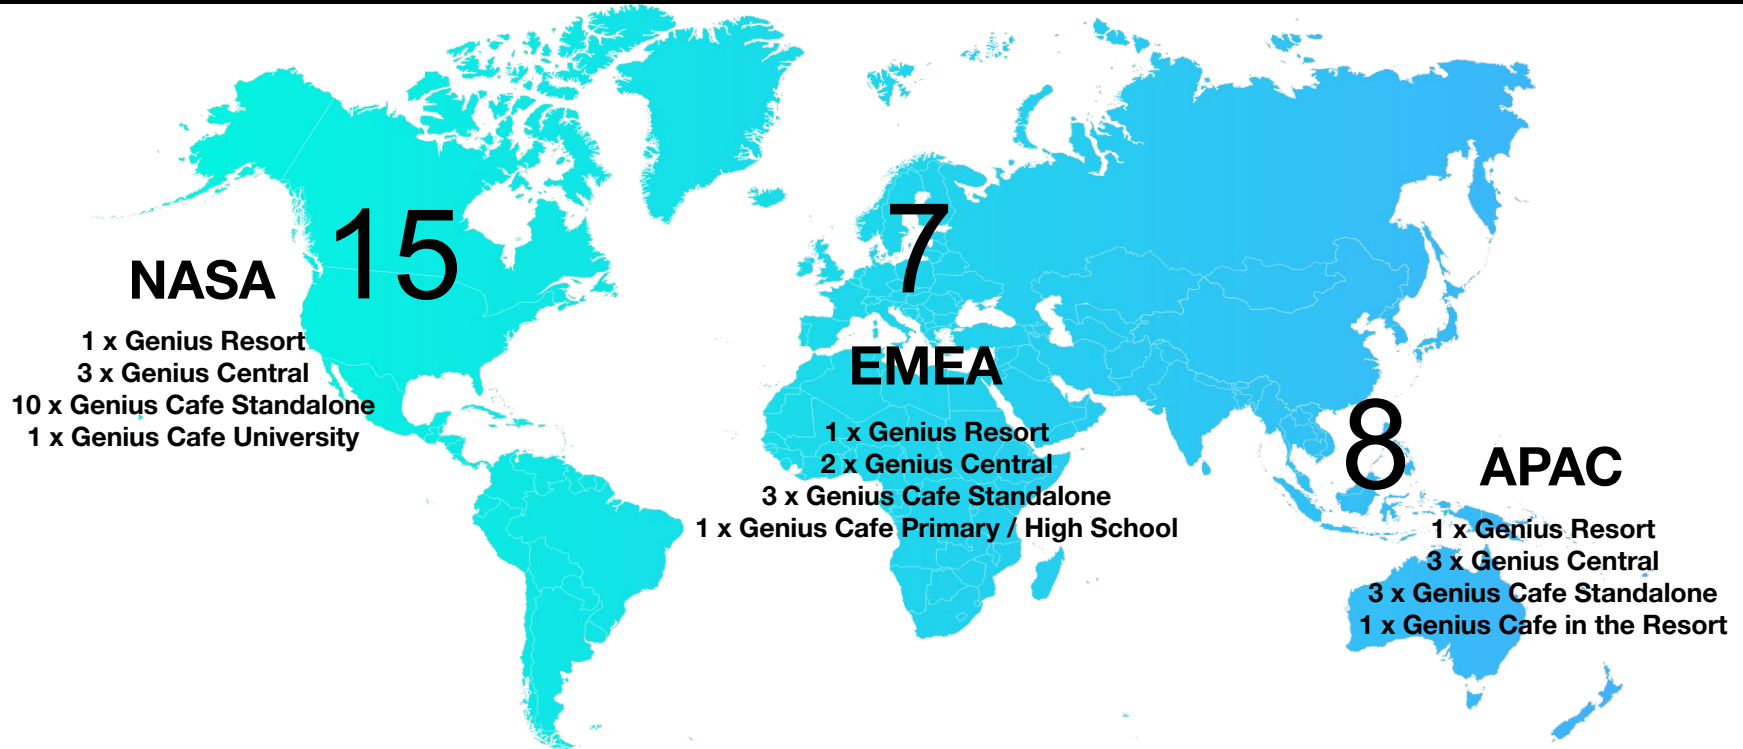 15
NASA
1 x Genius Resort
3 x Genius Central
10 x Genius Cafe Standalone
1 x Genius Cafe University
7
EMEA
1 x Genius Resort
2 x Genius Central
3 x Genius Cafe Standalone
1 x Genius Cafe Primary / High School
8
APAC
1 x Genius Resort
3 x Genius Central
3 x Genius Cafe Standalone
1 x Genius Cafe in the Resort